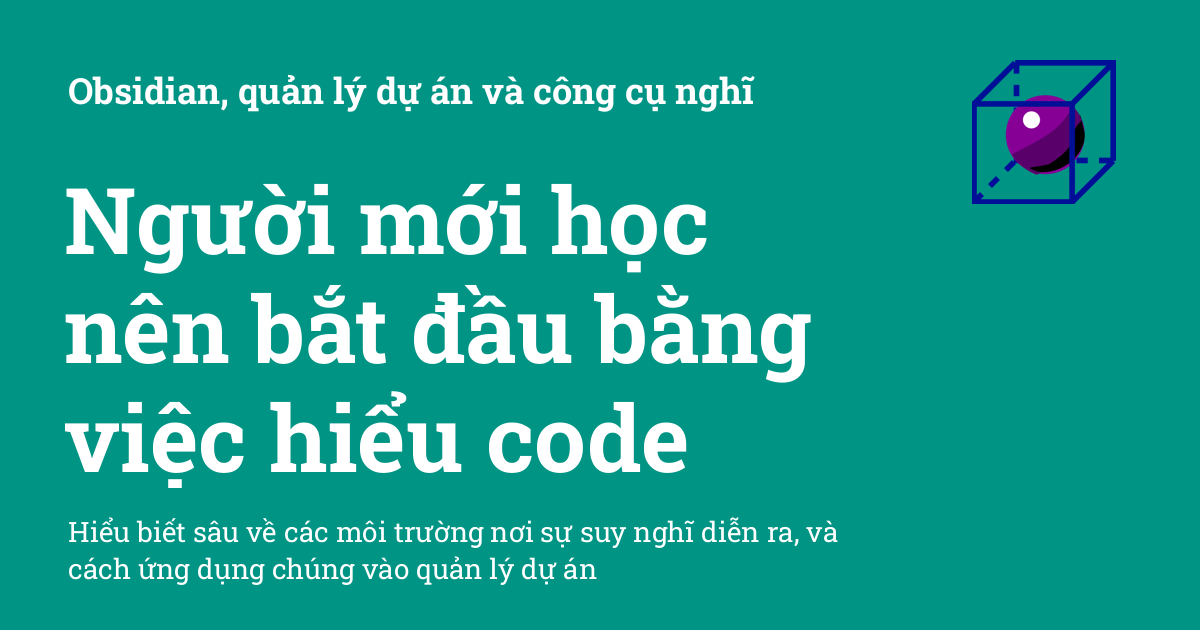 Obsidian, quản lý dự án và công cụ nghĩ
Người mới học
nên bắt đầu bằng
việc hiểu code
Hiểu biết sâu về các môi trường nơi sự suy nghĩ diễn ra, và
cách ứng dụng chúng vào quản lý dự án